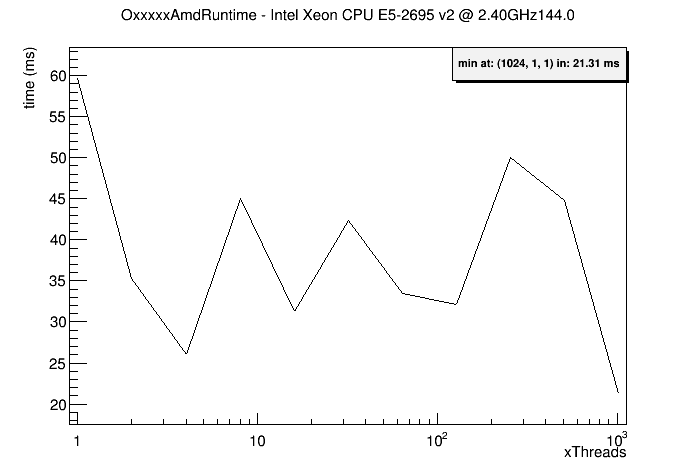 OxxxxxAmdRuntime - Intel Xeon CPU E5-2695 v2 @ 2.40GHz144.0
min at: (1024, 1, 1) in: 21.31 ms
time (ms)
60
55
50
45
40
35
30
25
20
1 10 10² 10³
xThreads